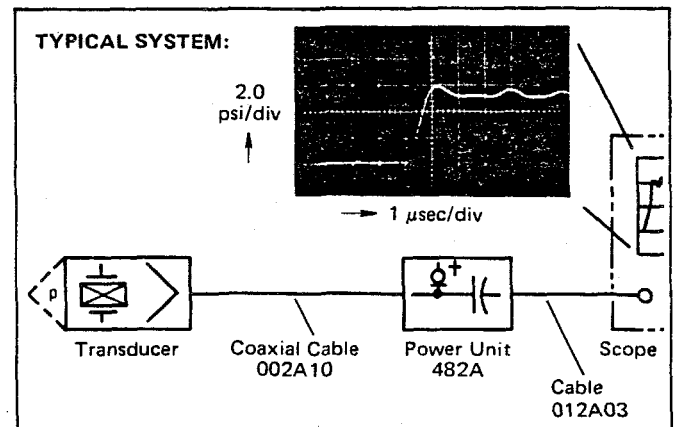 TYPICAL SYSTEM:
2.0
psi/div
1 μsec/div
p
+
Transducer
Coaxial Cable
002A10
Power Unit
482A
Scope
Cable
012A03